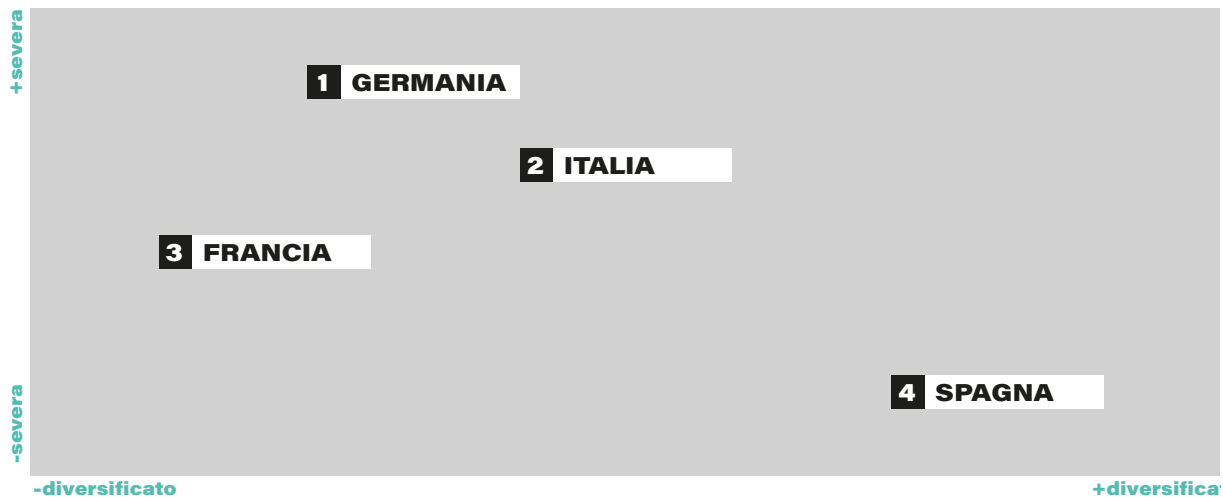 +severa
1 GERMANIA
2 ITALIA
3 FRANCIA
4 SPAGNA
-severa
-diversificato
+diversificat